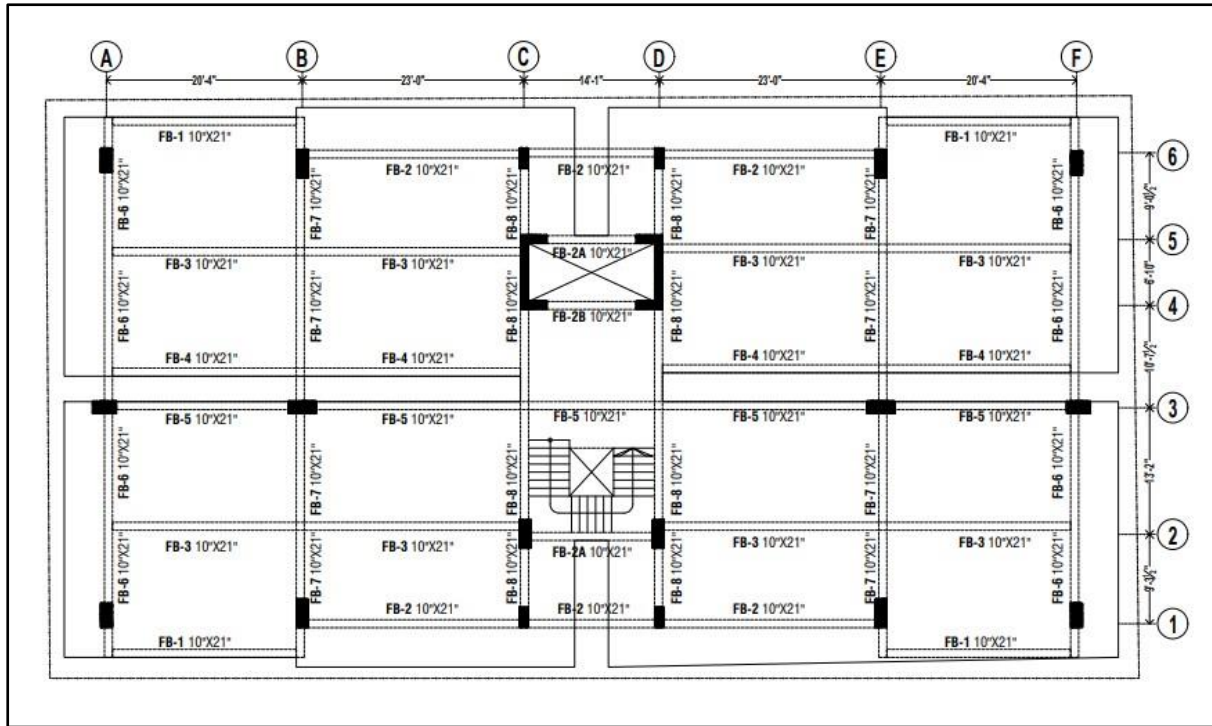 A B C D E F
20'-4" 23'-0" 14'-1" 23'-0" 20'-4"
FB-1 10"X21" FB-1 10"X21"
6
FB-2 10"X21" FB-2 10"X21" FB-2 10"X21"
FB-6 10"X21" FB-7 10"X21" FB-8 10"X21" FB-8 10"X21" FB-7 10"X21" FB-6 10"X21"
9'-0½"
5
FB-2A 10"X21"
FB-3 10"X21" FB-3 10"X21" FB-3 10"X21" FB-3 10"X21"
FB-6 10"X21" FB-7 10"X21" FB-8 10"X21" FB-8 10"X21" FB-7 10"X21" FB-6 10"X21"
6'-10"
4
FB-2B 10"X21"
FB-4 10"X21" FB-4 10"X21" FB-4 10"X21" FB-4 10"X21"
10'-7½"
3
FB-5 10"X21" FB-5 10"X21" FB-5 10"X21" FB-5 10"X21" FB-5 10"X21"
FB-6 10"X21" FB-7 10"X21" FB-8 10"X21" FB-8 10"X21" FB-7 10"X21" FB-6 10"X21"
13'-2"
2
FB-3 10"X21" FB-3 10"X21" FB-2A 10"X21" FB-3 10"X21" FB-3 10"X21"
FB-6 10"X21" FB-7 10"X21" FB-8 10"X21" FB-8 10"X21" FB-7 10"X21" FB-6 10"X21"
9'-3½"
FB-2 10"X21" FB-2 10"X21" FB-2 10"X21"
1
FB-1 10"X21" FB-1 10"X21"